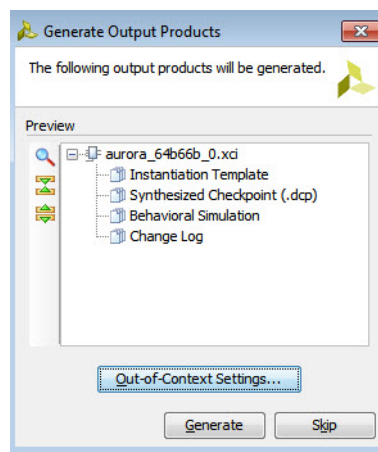 Generate Output Products
The following output products will be generated.
Preview
aurora_64b66b_0.xci
Instantiation Template
Synthesized Checkpoint (.dcp)
Behavioral Simulation
Change Log
Out-of-Context Settings...
Generate Skip